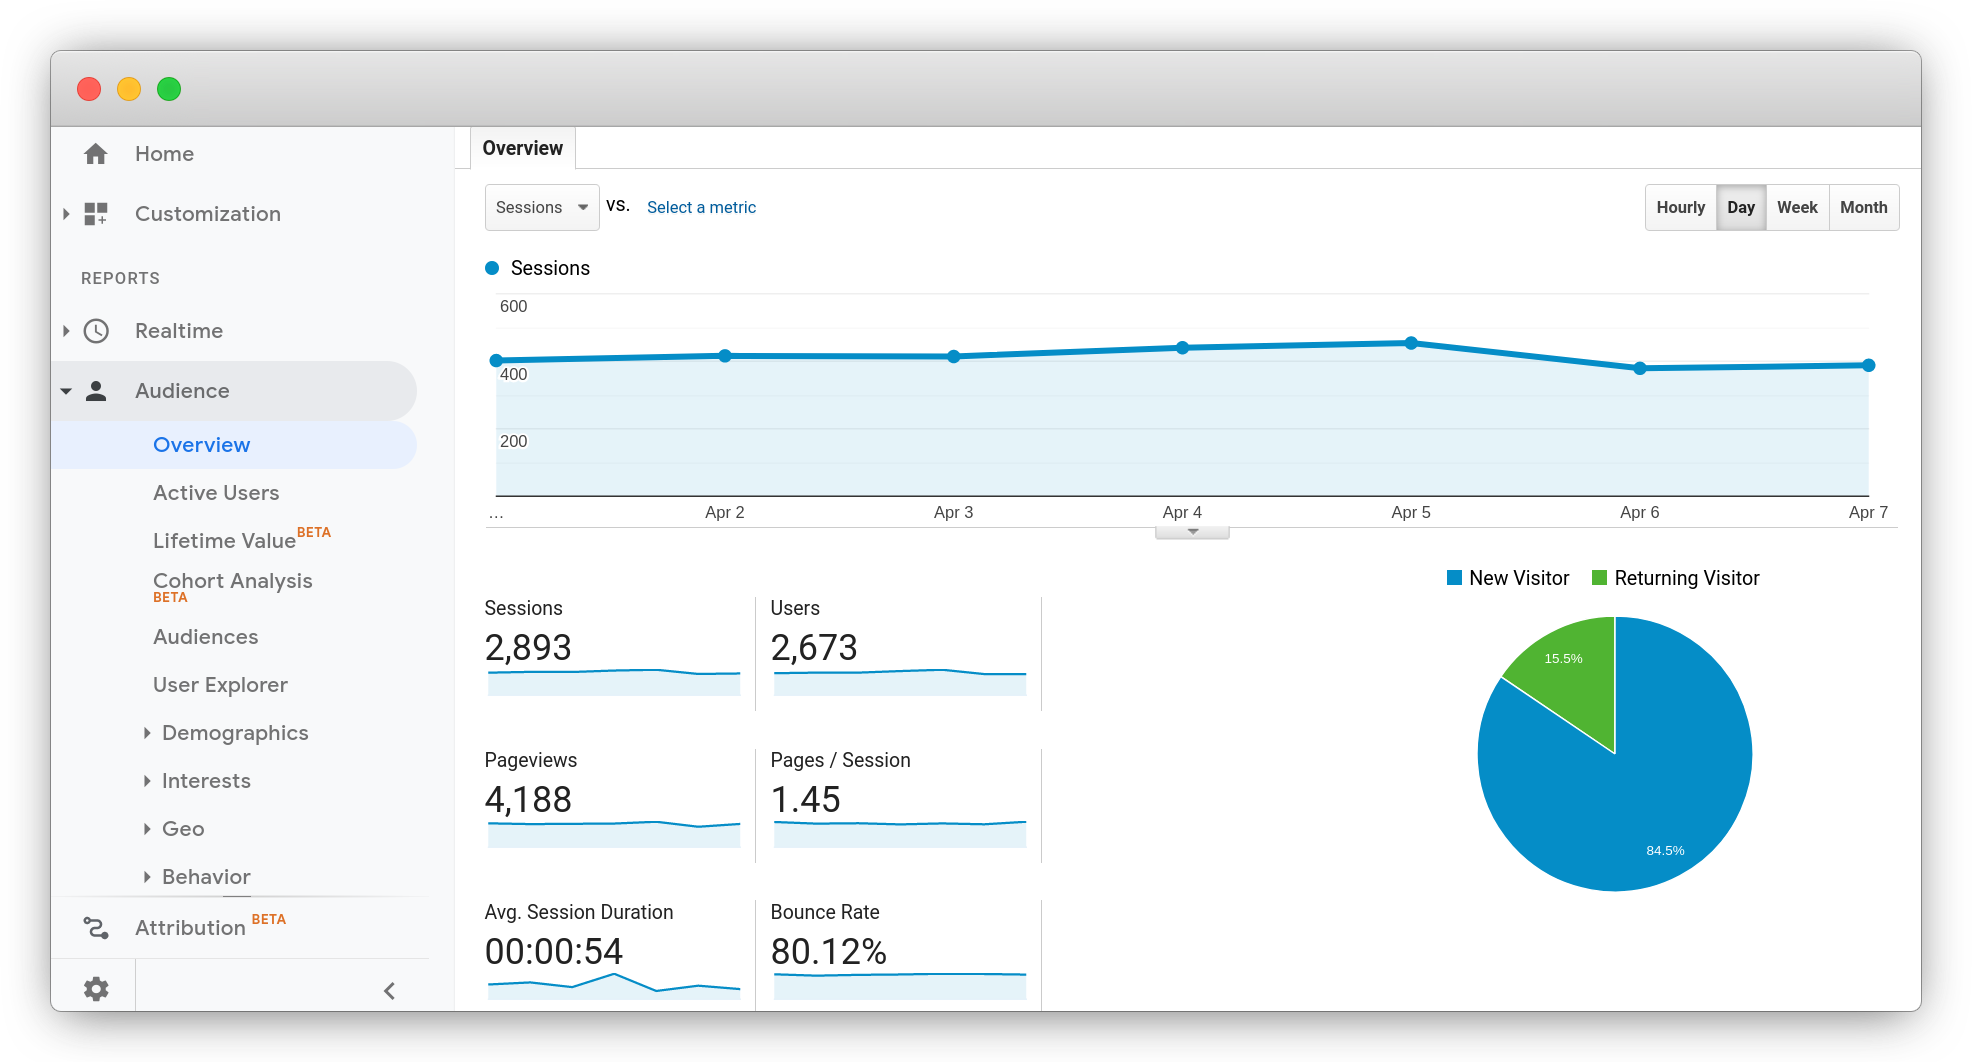 Home
Customization
REPORTS
Realtime
Audience
Overview
Active Users
Lifetime Value BETA
Cohort Analysis
BETA
Audiences
User Explorer
Demographics
Interests
Geo
Behavior
Attribution BETA
Overview
Sessions vs. Select a metric
Hourly Day Week Month
Sessions
600
400
200
... Apr 2 Apr 3 Apr 4 Apr 5 Apr 6 Apr 7
Sessions
2,893
Users
2,673
Pageviews
4,188
Pages / Session
1.45
Avg. Session Duration
00:00:54
Bounce Rate
80.12%
New Visitor Returning Visitor
15.5%
84.5%